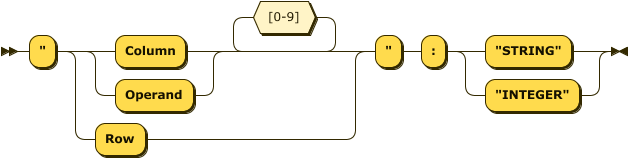 [0-9]
" Column " : "STRING"
Operand "INTEGER"
Row